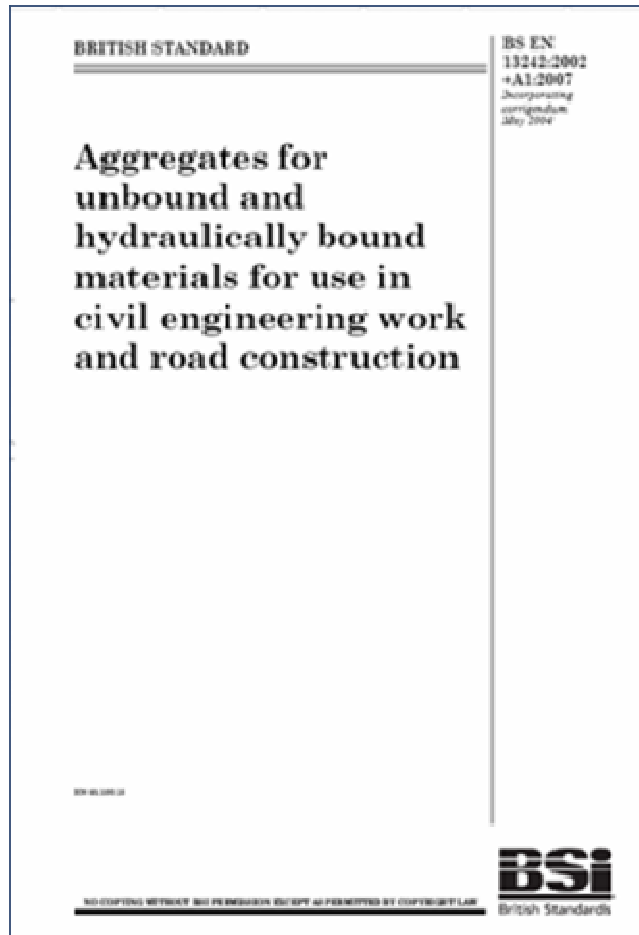 BRITISH STANDARD
BS EN
13242:2002
+A1:2007
Incorporating
corrigendum
May 2004
Aggregates for
unbound and
hydraulically bound
materials for use in
civil engineering work
and road construction
NO COPYING WITHOUT BSI PERMISSION EXCEPT AS PERMITTED BY COPYRIGHT LAW
BSi
British Standards